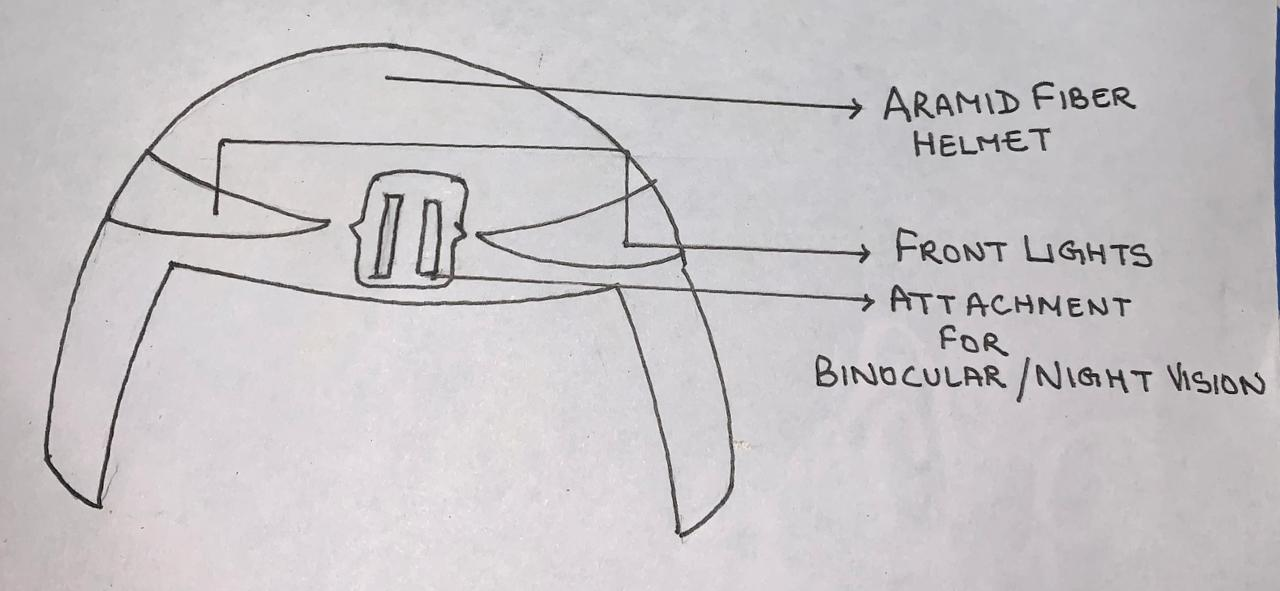 ARAMID FIBER
HELMET
FRONT LIGHTS
ATTACHMENT
FOR
BINOCULAR/NIGHT VISION